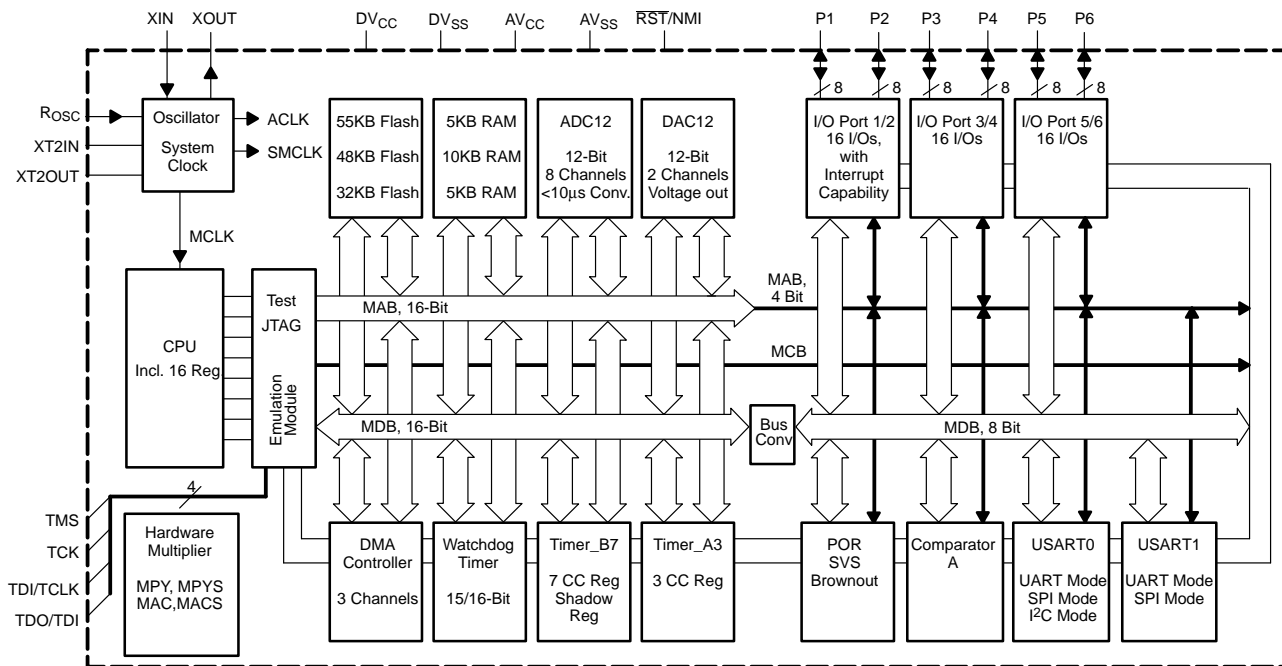 XIN
XOUT
DVCC
DVSS
AVCC
AVSS
RST/NMI
P1
P2
P3
P4
P5
P6
8
8
8
8
8
8
ROSC
XT2IN
XT2OUT
Oscillator
System
Clock
ACLK
SMCLK
MCLK
55KB Flash
48KB Flash
32KB Flash
5KB RAM
10KB RAM
5KB RAM
ADC12
12-Bit
8 Channels
<10µs Conv.
DAC12
12-Bit
2 Channels
Voltage out
I/O Port 1/2
16 I/Os,
with
Interrupt
Capability
I/O Port 3/4
16 I/Os
I/O Port 5/6
16 I/Os
CPU
Incl. 16 Reg.
Test
JTAG
Emulation
Module
MAB, 16-Bit
MAB,
4 Bit
MCB
MDB, 16-Bit
Bus
Conv
MDB, 8 Bit
4
TMS
TCK
TDI/TCLK
TDO/TDI
Hardware
Multiplier
MPY, MPYS
MAC,MACS
DMA
Controller
3 Channels
Watchdog
Timer
15/16-Bit
Timer_B7
7 CC Reg
Shadow
Reg
Timer_A3
3 CC Reg
POR
SVS
Brownout
Comparator
A
USART0
UART Mode
SPI Mode
I²C Mode
USART1
UART Mode
SPI Mode